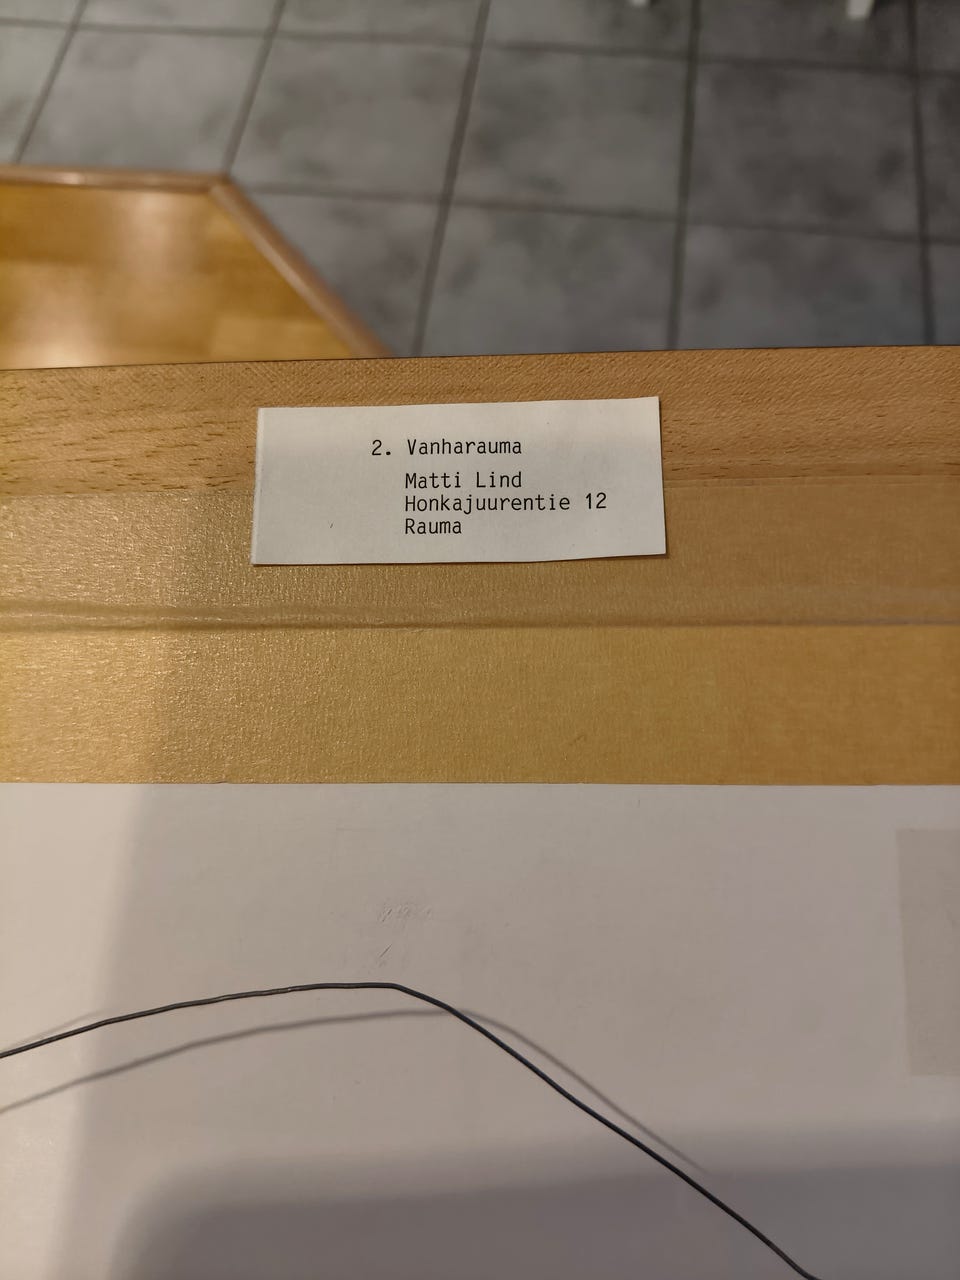 2. Vanharauma
Matti Lind
Honkajuurentie 12
Rauma